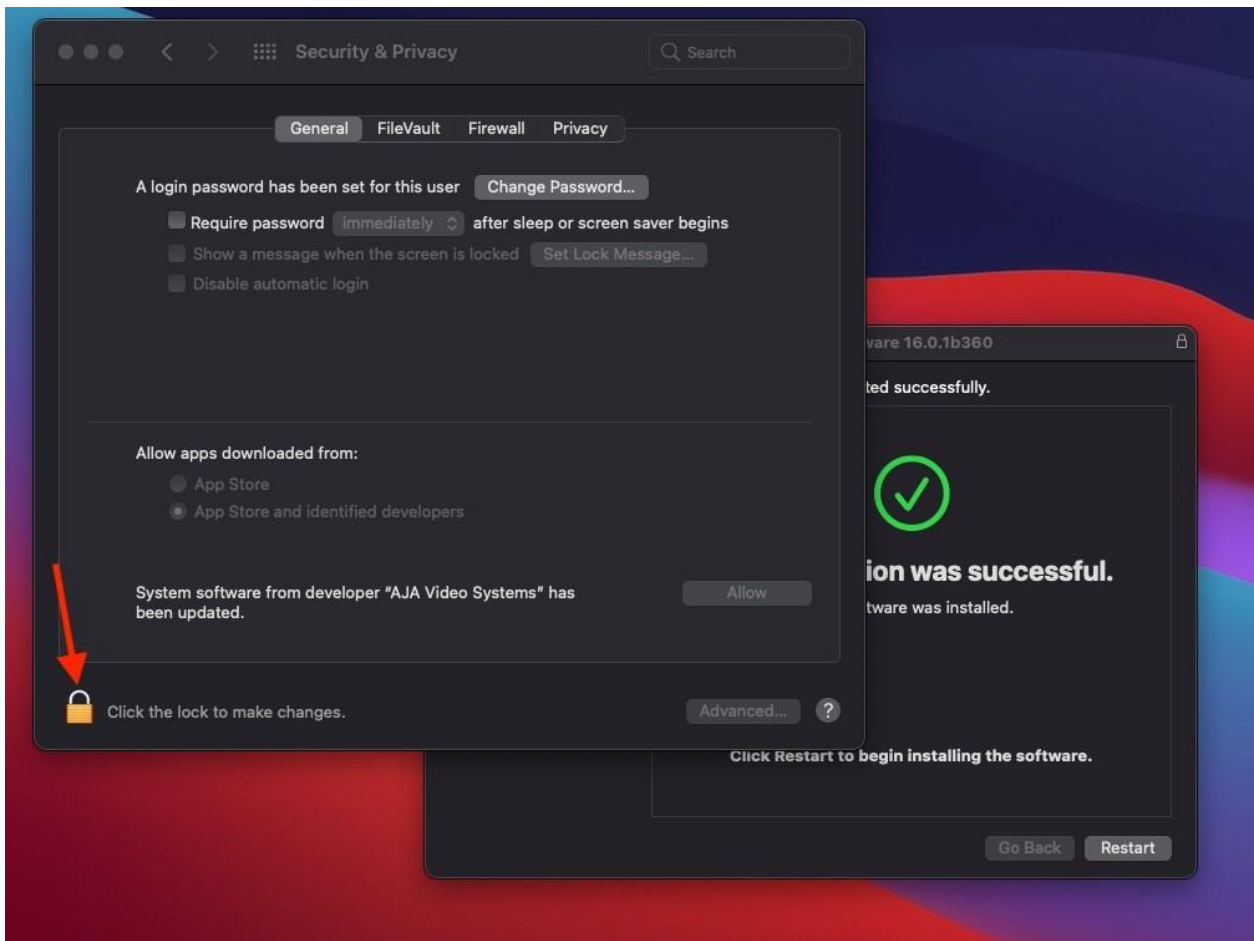 Security & Privacy
Search
General FileVault Firewall Privacy
A login password has been set for this user Change Password...
Require password immediately after sleep or screen saver begins
Show a message when the screen is locked Set Lock Message...
Disable automatic login
Allow apps downloaded from:
App Store
App Store and identified developers
System software from developer “AJA Video Systems” has
been updated.
Allow
Click the lock to make changes.
Advanced... ?
16.0.1b360
successfully.
was successful.
was installed.
Click Restart to begin installing the software.
Go Back Restart